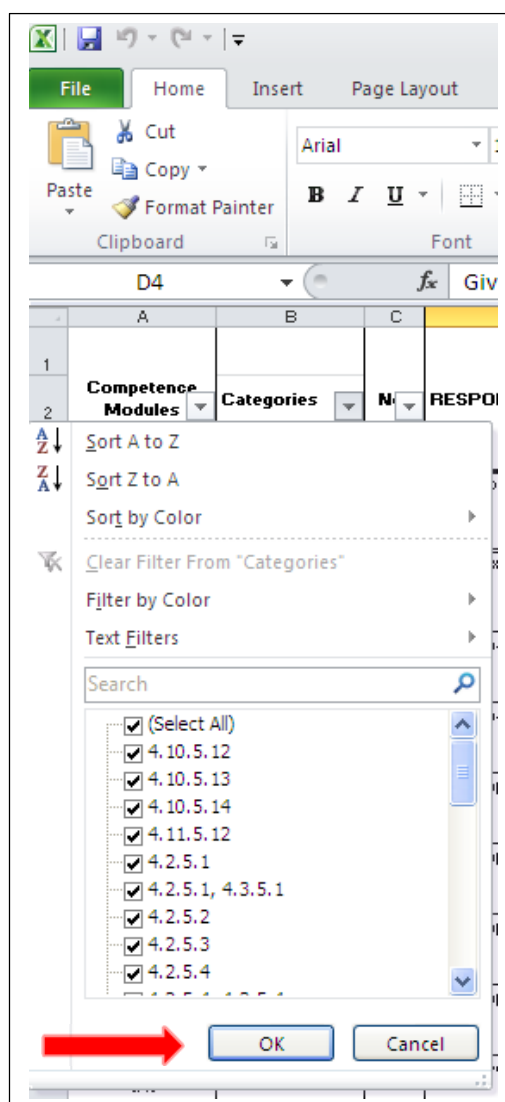 File Home Insert Page Layout
Cut
Copy
Format Painter
Paste
Arial
B I U
Clipboard Font
D4 fx Giv
A B C
1
Competence
Modules Categories N RESPO
2
Sort A to Z
Sort Z to A
Sort by Color
Clear Filter From "Categories"
Filter by Color
Text Filters
Search
(Select All)
4.10.5.12
4.10.5.13
4.10.5.14
4.11.5.12
4.2.5.1
4.2.5.1, 4.3.5.1
4.2.5.2
4.2.5.3
4.2.5.4
OK Cancel